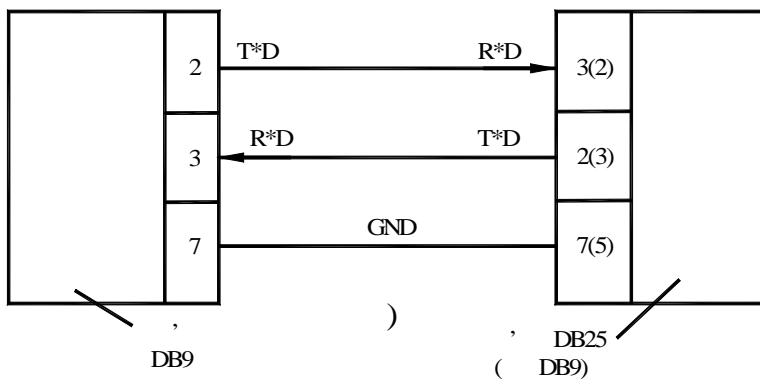 T*D R*D
2 3(2)
R*D T*D
3 2(3)
GND
7 7(5)
, ) ,
DB9 DB25
( DB9)